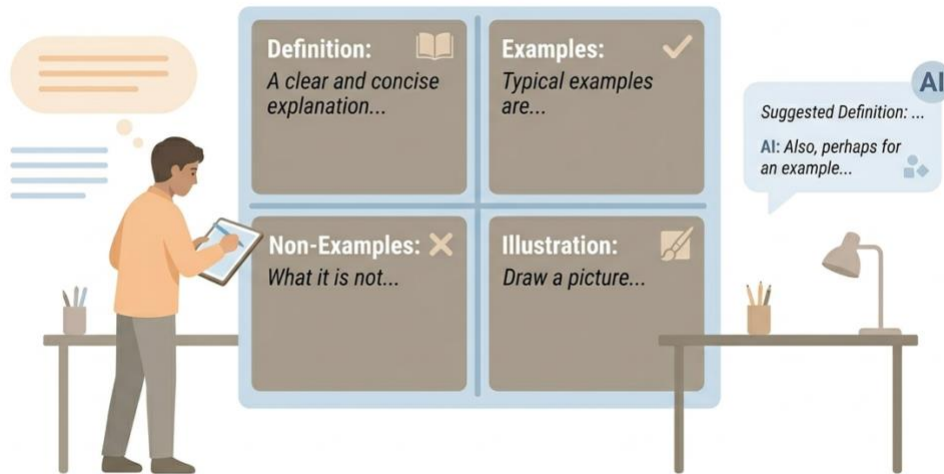 Definition:
A clear and concise
explanation...
Examples:
Typical examples
are...
Non-Examples:
What it is not...
Illustration:
Draw a picture...
AI
Suggested Definition: ...
AI: Also, perhaps for
an example...